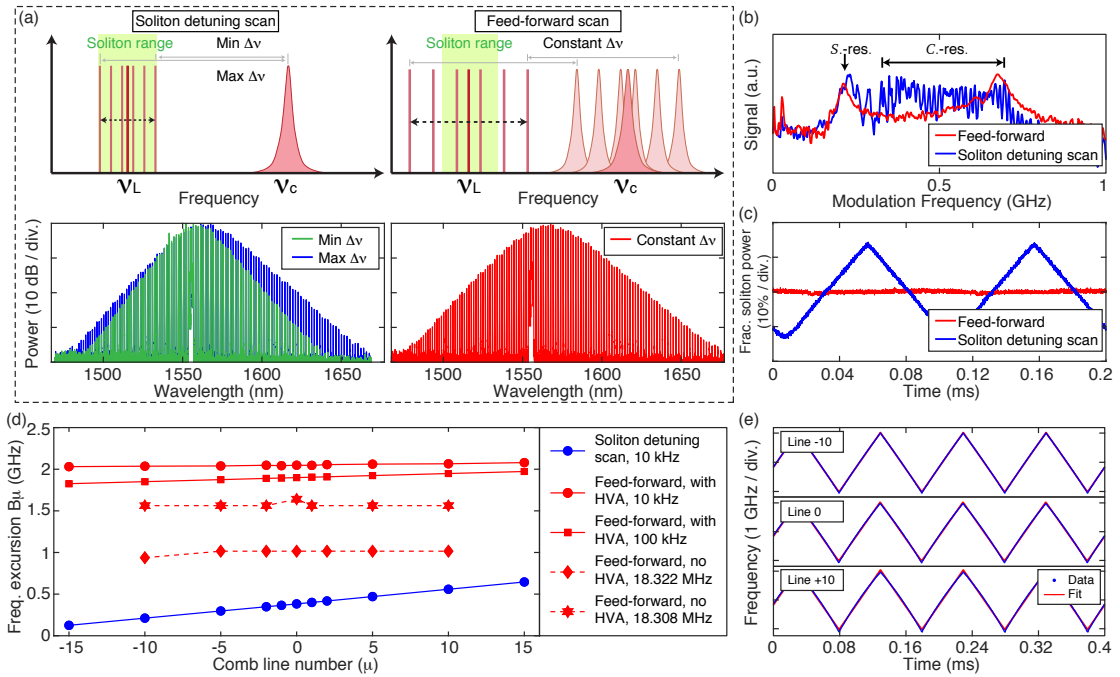 (a)
Soliton detuning scan
Soliton range
Min Δν
Max Δν
νL
νc
Frequency
Feed-forward scan
Soliton range
Constant Δν
νL
νc
Frequency
Power (10 dB / div.)
Min Δν
Max Δν
1500
1550
1600
1650
Wavelength (nm)
Constant Δν
1500
1550
1600
1650
Wavelength (nm)
(b)
S.-res.
C.-res.
Signal (a.u.)
Feed-forward
Soliton detuning scan
0
0.5
1
Modulation Frequency (GHz)
(c)
Frac. soliton power
(10% / div.)
Feed-forward
Soliton detuning scan
0
0.04
0.08
0.12
0.16
0.2
Time (ms)
(d)
Freq. excursion Bμ (GHz)
2.5
2
1.5
1
0.5
0
-15
-10
-5
0
5
10
15
Comb line number (μ)
Soliton detuning
scan, 10 kHz
Feed-forward, with
HVA, 10 kHz
Feed-forward, with
HVA, 100 kHz
Feed-forward, no
HVA, 18.322 MHz
Feed-forward, no
HVA, 18.308 MHz
(e)
Frequency (1 GHz / div.)
Line -10
Line 0
Line +10
Data
Fit
0
0.08
0.16
0.24
0.32
0.4
Time (ms)